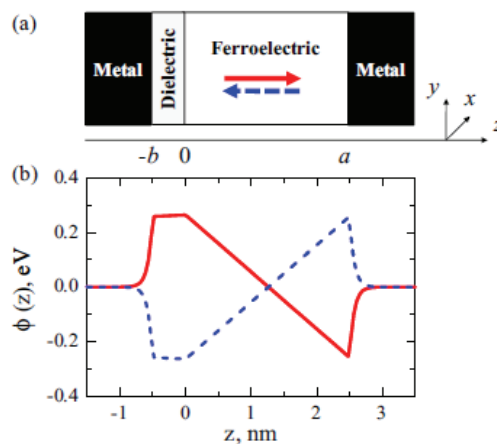 (a)
Metal
Dielectric
Ferroelectric
Metal
y
x
z
-b
0
a
(b)
0.4
0.2
0.0
-0.2
-0.4
ϕ (z), eV
-1
0
1
2
3
z, nm